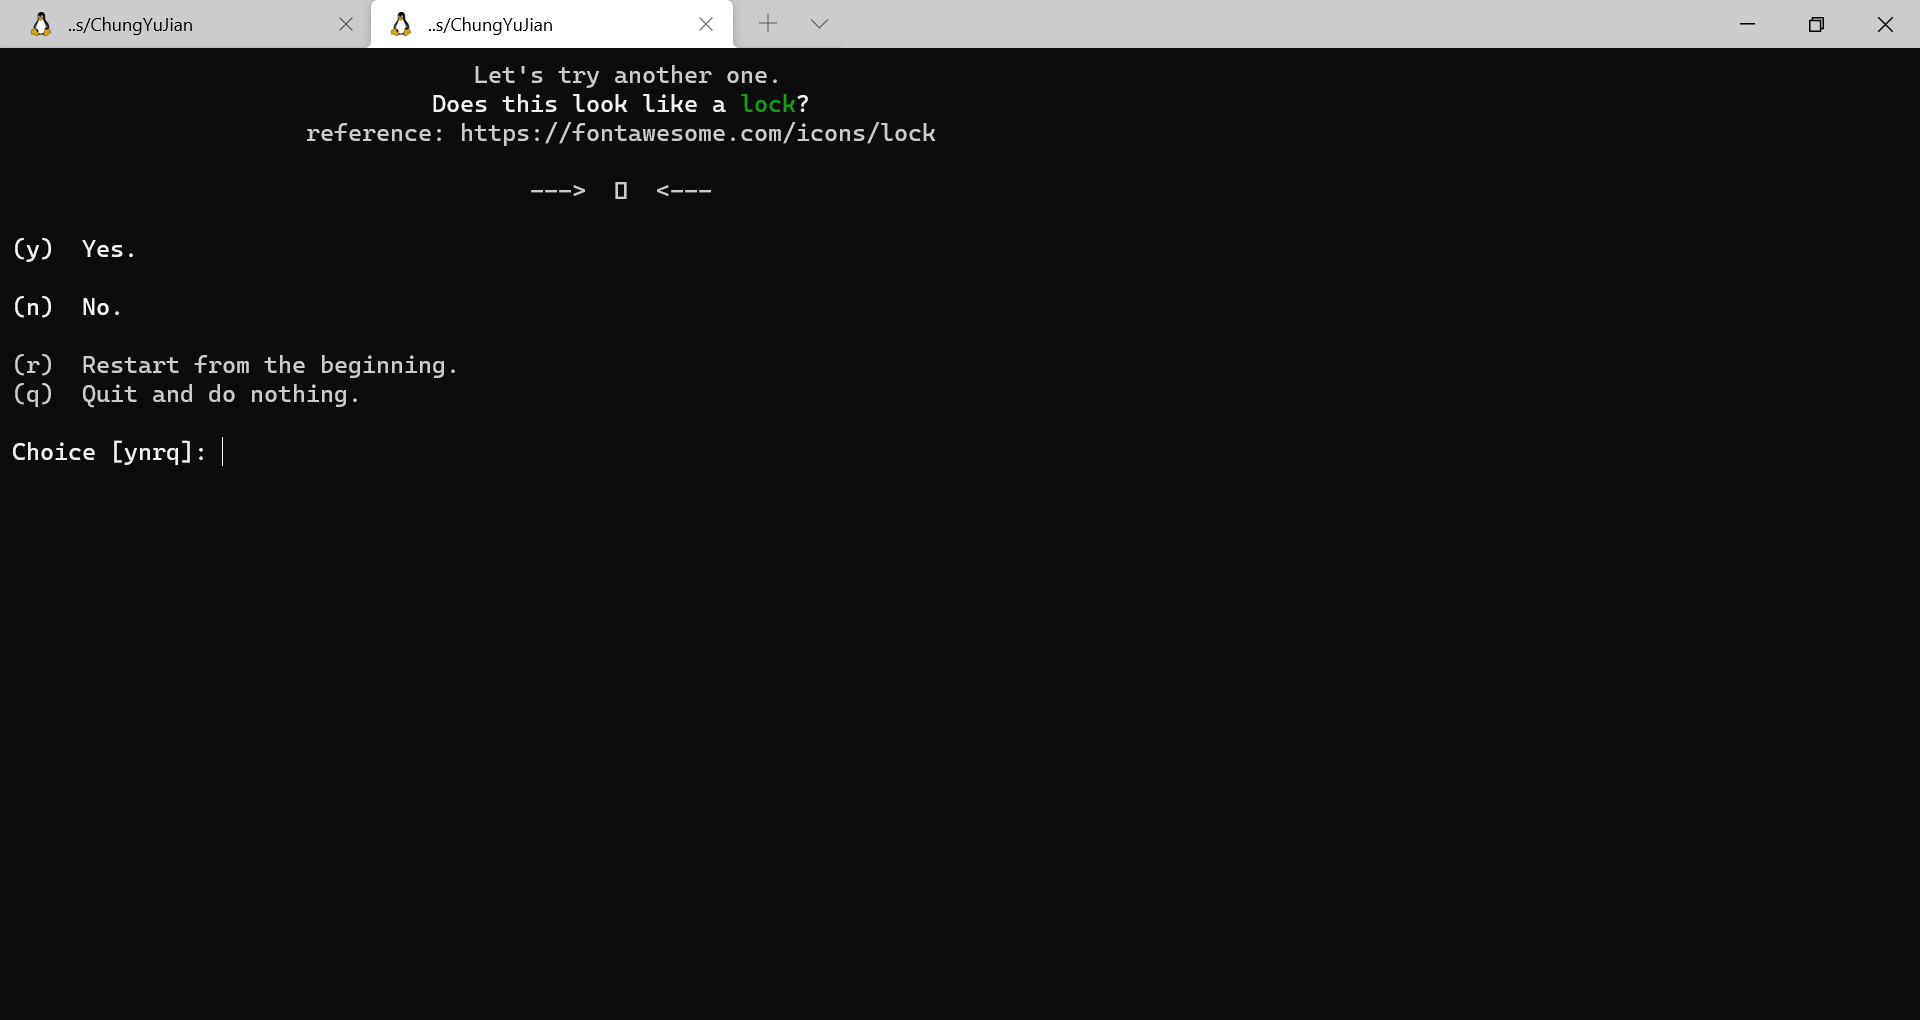 ..s/ChungYuJian ..s/ChungYuJian
Let's try another one.
Does this look like a lock?
reference: https://fontawesome.com/icons/lock
---> ▯ <---
(y) Yes.
(n) No.
(r) Restart from the beginning.
(q) Quit and do nothing.
Choice [ynrq]: